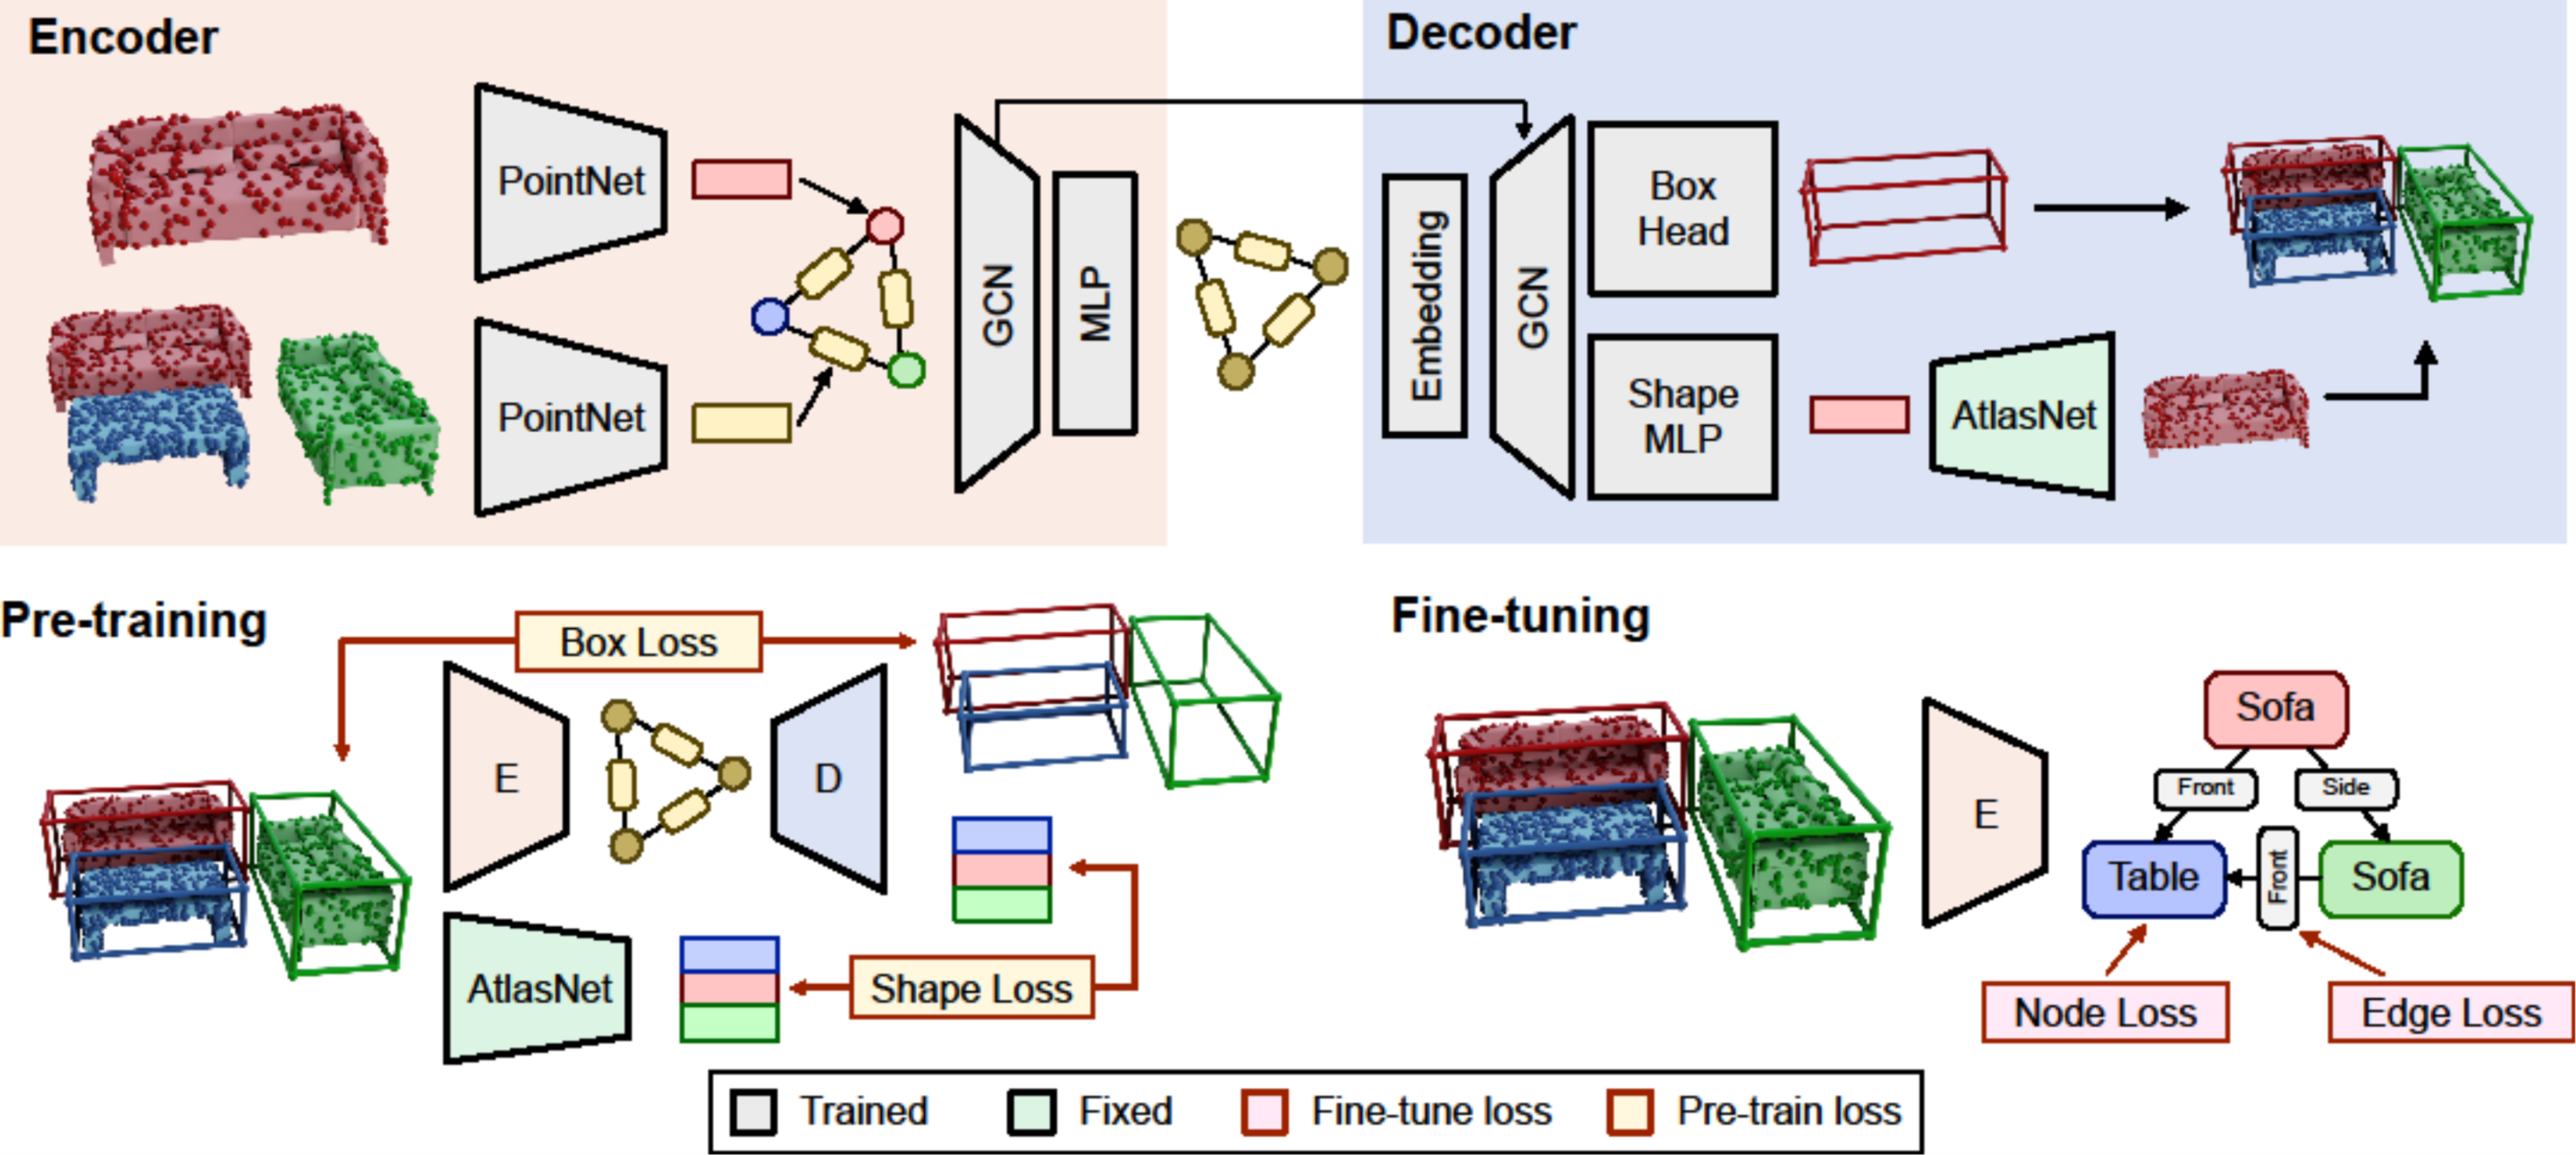 Encoder
Decoder
PointNet
PointNet
GCN
MLP
Embedding
GCN
Box
Head
Shape
MLP
AtlasNet
Pre-training
Box Loss
E
D
AtlasNet
Shape Loss
Fine-tuning
E
Sofa
Front
Side
Table
Front
Sofa
Node Loss
Edge Loss
Trained
Fixed
Fine-tune loss
Pre-train loss